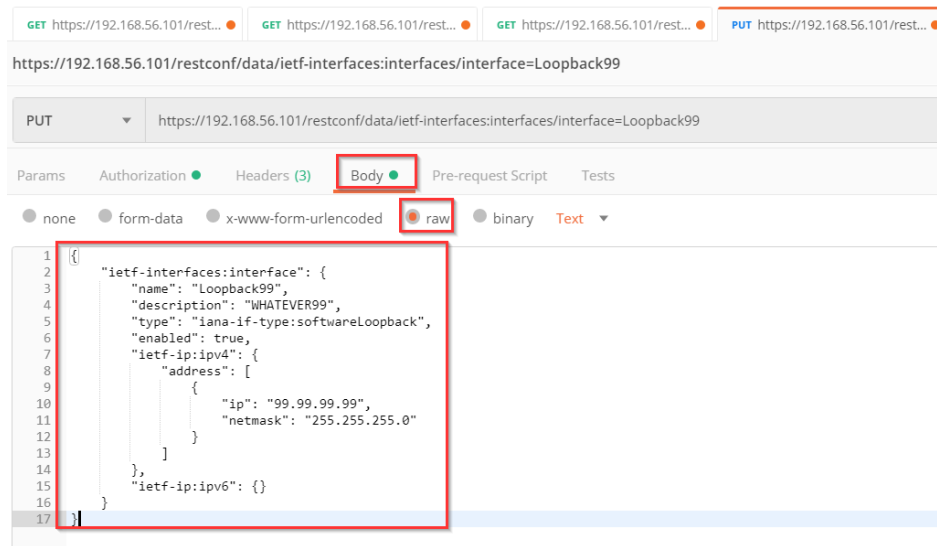 GET https://192.168.56.101/rest... GET https://192.168.56.101/rest... GET https://192.168.56.101/rest... PUT https://192.168.56.101/rest...
https://192.168.56.101/restconf/data/ietf-interfaces:interfaces/interface=Loopback99
PUT https://192.168.56.101/restconf/data/ietf-interfaces:interfaces/interface=Loopback99
Params Authorization Headers (3) Body Pre-request Script Tests
none form-data x-www-form-urlencoded raw binary Text
1 {
2 "ietf-interfaces:interface": {
3 "name": "Loopback99",
4 "description": "WHATEVER99",
5 "type": "iana-if-type:softwareLoopback",
6 "enabled": true,
7 "ietf-ip:ipv4": {
8 "address": [
9 {
10 "ip": "99.99.99.99",
11 "netmask": "255.255.255.0"
12 }
13 ]
14 },
15 "ietf-ip:ipv6": {}
16 }
17 }